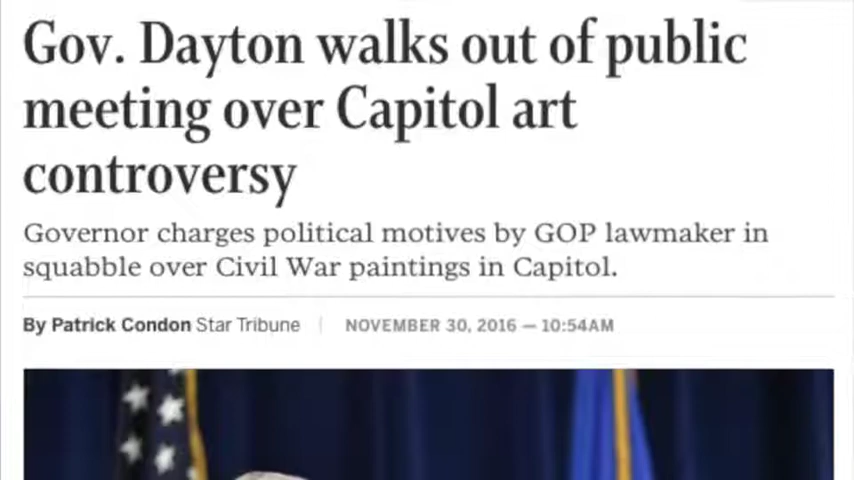 Gov. Dayton walks out of public
meeting over Capitol art
controversy
Governor charges political motives by GOP lawmaker in
squabble over Civil War paintings in Capitol.
By Patrick Condon Star Tribune | NOVEMBER 30, 2016 — 10:54AM